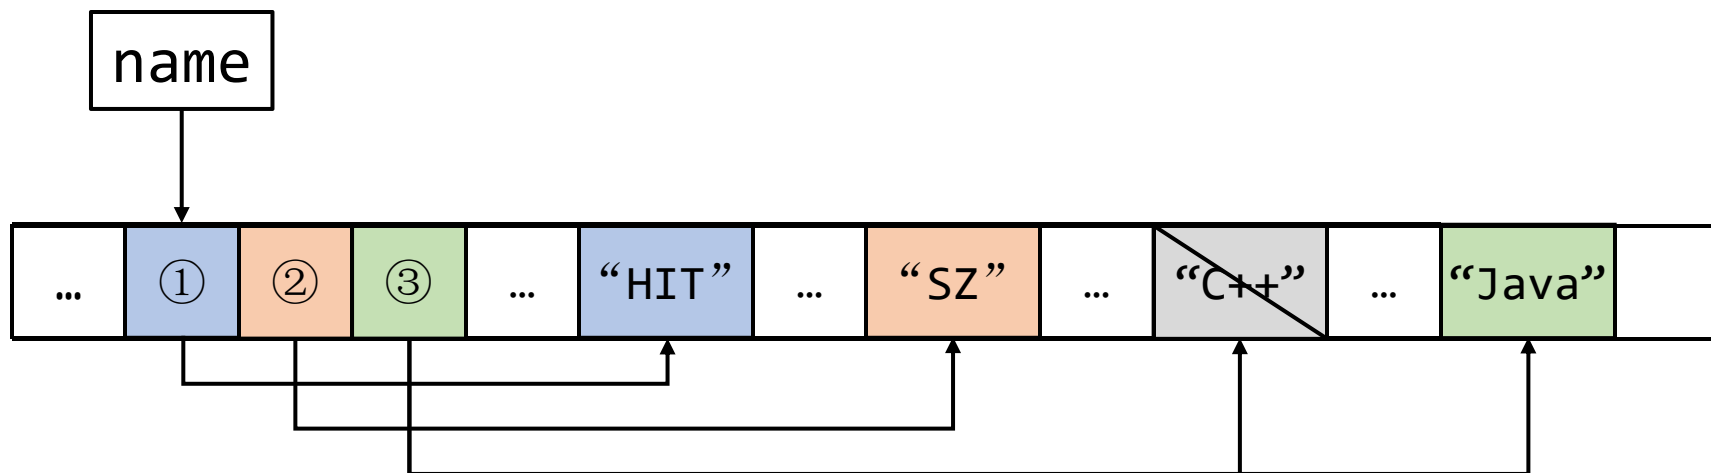 name
… ① ② ③ … “HIT” … “SZ” … “C++” … “Java”